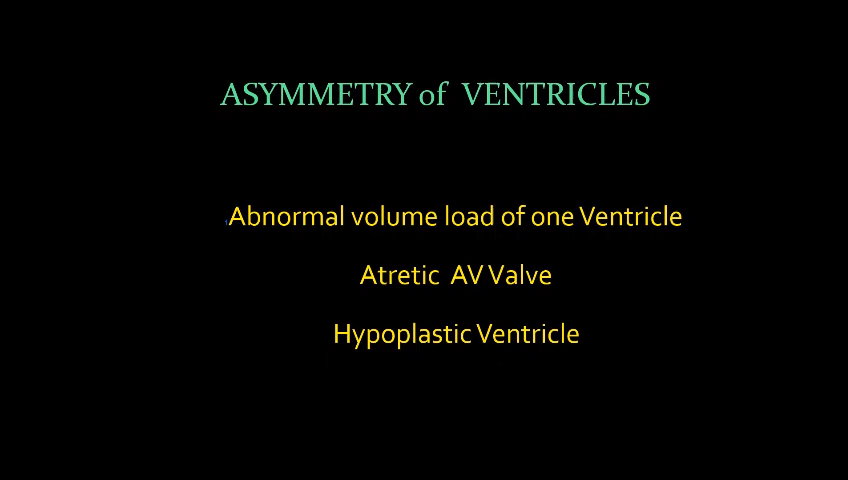 ASYMMETRY of VENTRICLES
Abnormal volume load of one Ventricle
Atretic AV Valve
Hypoplastic Ventricle